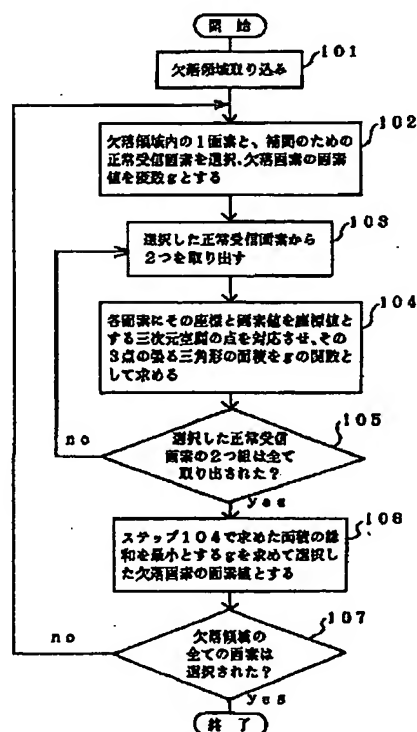 開始
101
欠落領域取り込み
102
欠落領域内の1画素と、補間のための
正常受信画素を選択、欠落画素の画素
値を変数gとする
103
選択した正常受信画素から
2つを取り出す
104
各画素にその座標と画素値を座標値と
する三次元空間の点を対応させ、その
3点の張る三角形の面積をgの関数と
して求める
105
no
選択した正常受信
画素の2つ組は全て
取り出された?
yes
106
ステップ104で求めた面積の総
和を最小とするgを求めて選択し
た欠落画素の画素値とする
107
no
欠落領域の
全ての画素は
選択された?
yes
終了